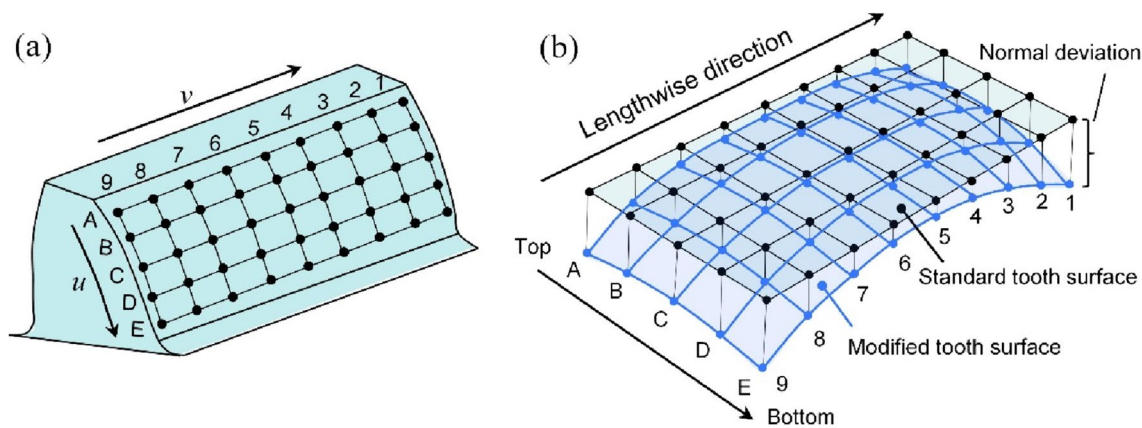 (a)
v
1
2
3
4
5
6
7
8
9
A
B
C
D
E
u
(b)
Lengthwise direction
Normal deviation
Top
A
B
C
D
E
Bottom
1
2
3
4
5
6
7
8
9
Standard tooth surface
Modified tooth surface